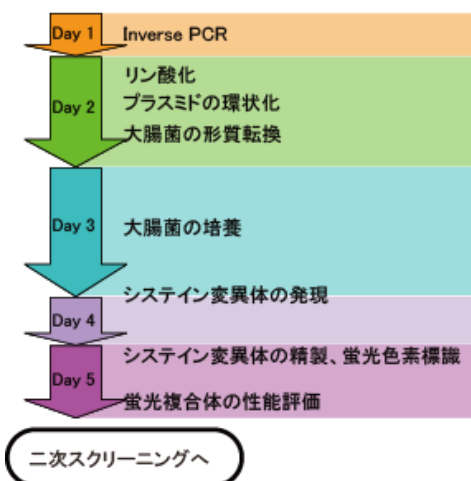 Day 1 Inverse PCR
リン酸化
プラスミドの環状化
Day 2
大腸菌の形質転換
Day 3 大腸菌の培養
システイン変異体の発現
Day 4
システイン変異体の精製、蛍光色素標識
Day 5
蛍光複合体の性能評価
二次スクリーニングへ